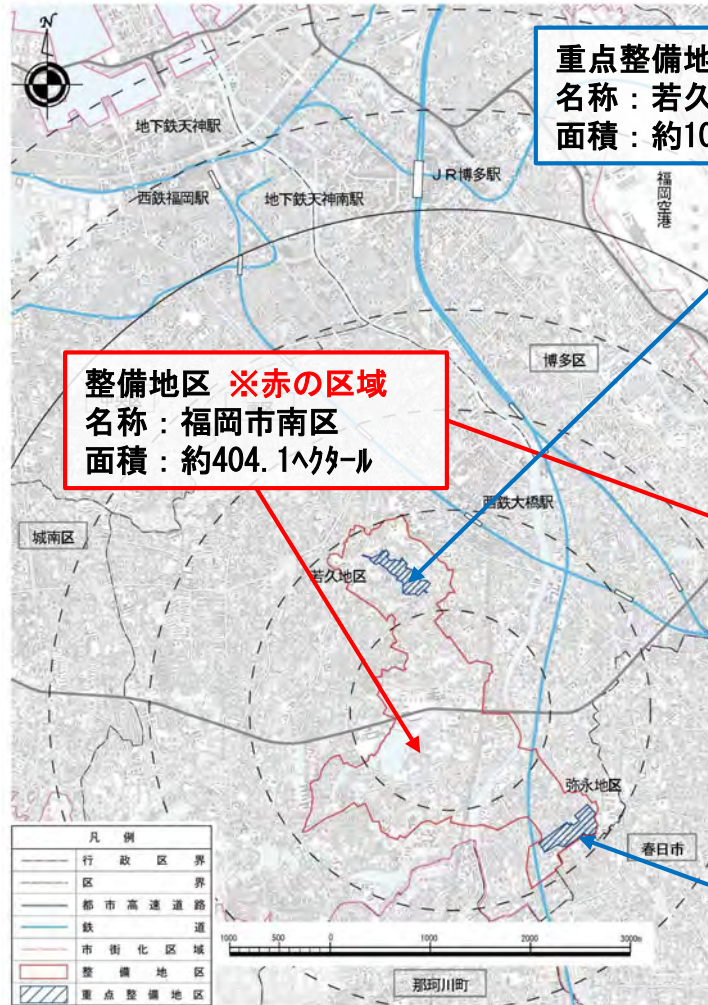 N
重点整備地
名称：若久
面積：約10
地下鉄天神駅
JR博多駅
西鉄福岡駅
地下鉄天神南駅
福岡空港
博多区
整備地区 ※赤の区域
名称：福岡市南区
面積：約404.1ヘクタール
西鉄大橋駅
城南区
若久地区
弥永地区
春日市
凡例
行政区界
区界
都市高速道路
鉄道
市街化区域
整備地区
重点整備地区
1000 500 0 1000 2000 3000m
那珂川町